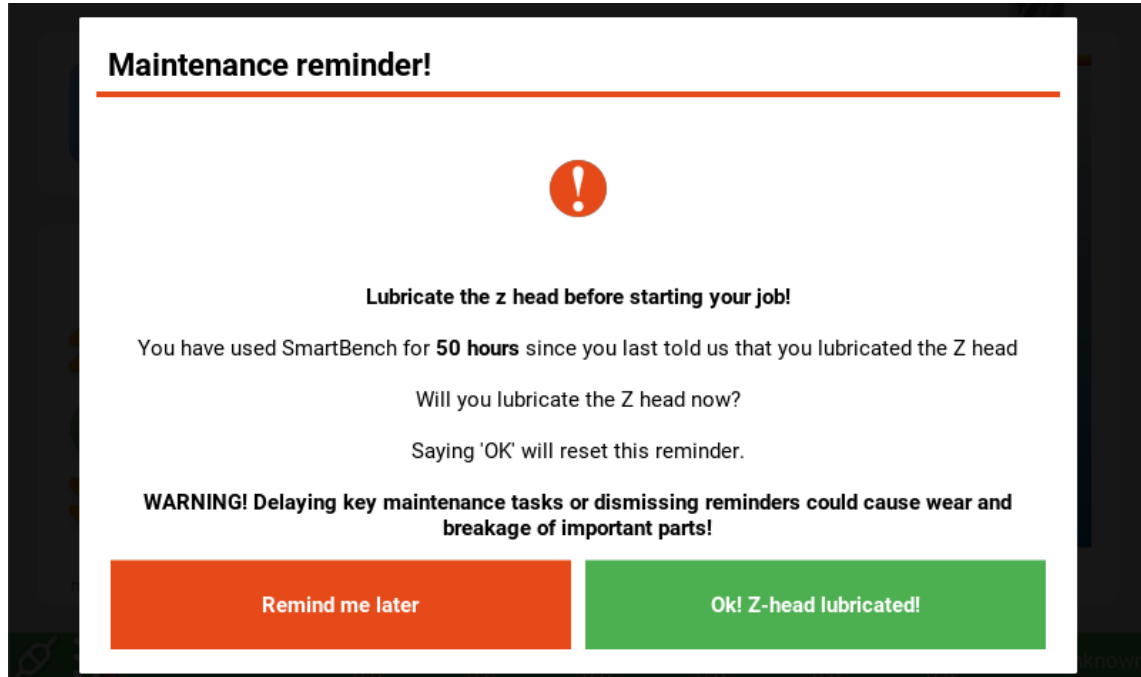 Maintenance reminder!
Lubricate the z head before starting your job!
You have used SmartBench for 50 hours since you last told us that you lubricated the Z head
Will you lubricate the Z head now?
Saying 'OK' will reset this reminder.
WARNING! Delaying key maintenance tasks or dismissing reminders could cause wear and
breakage of important parts!
Remind me later
Ok! Z-head lubricated!